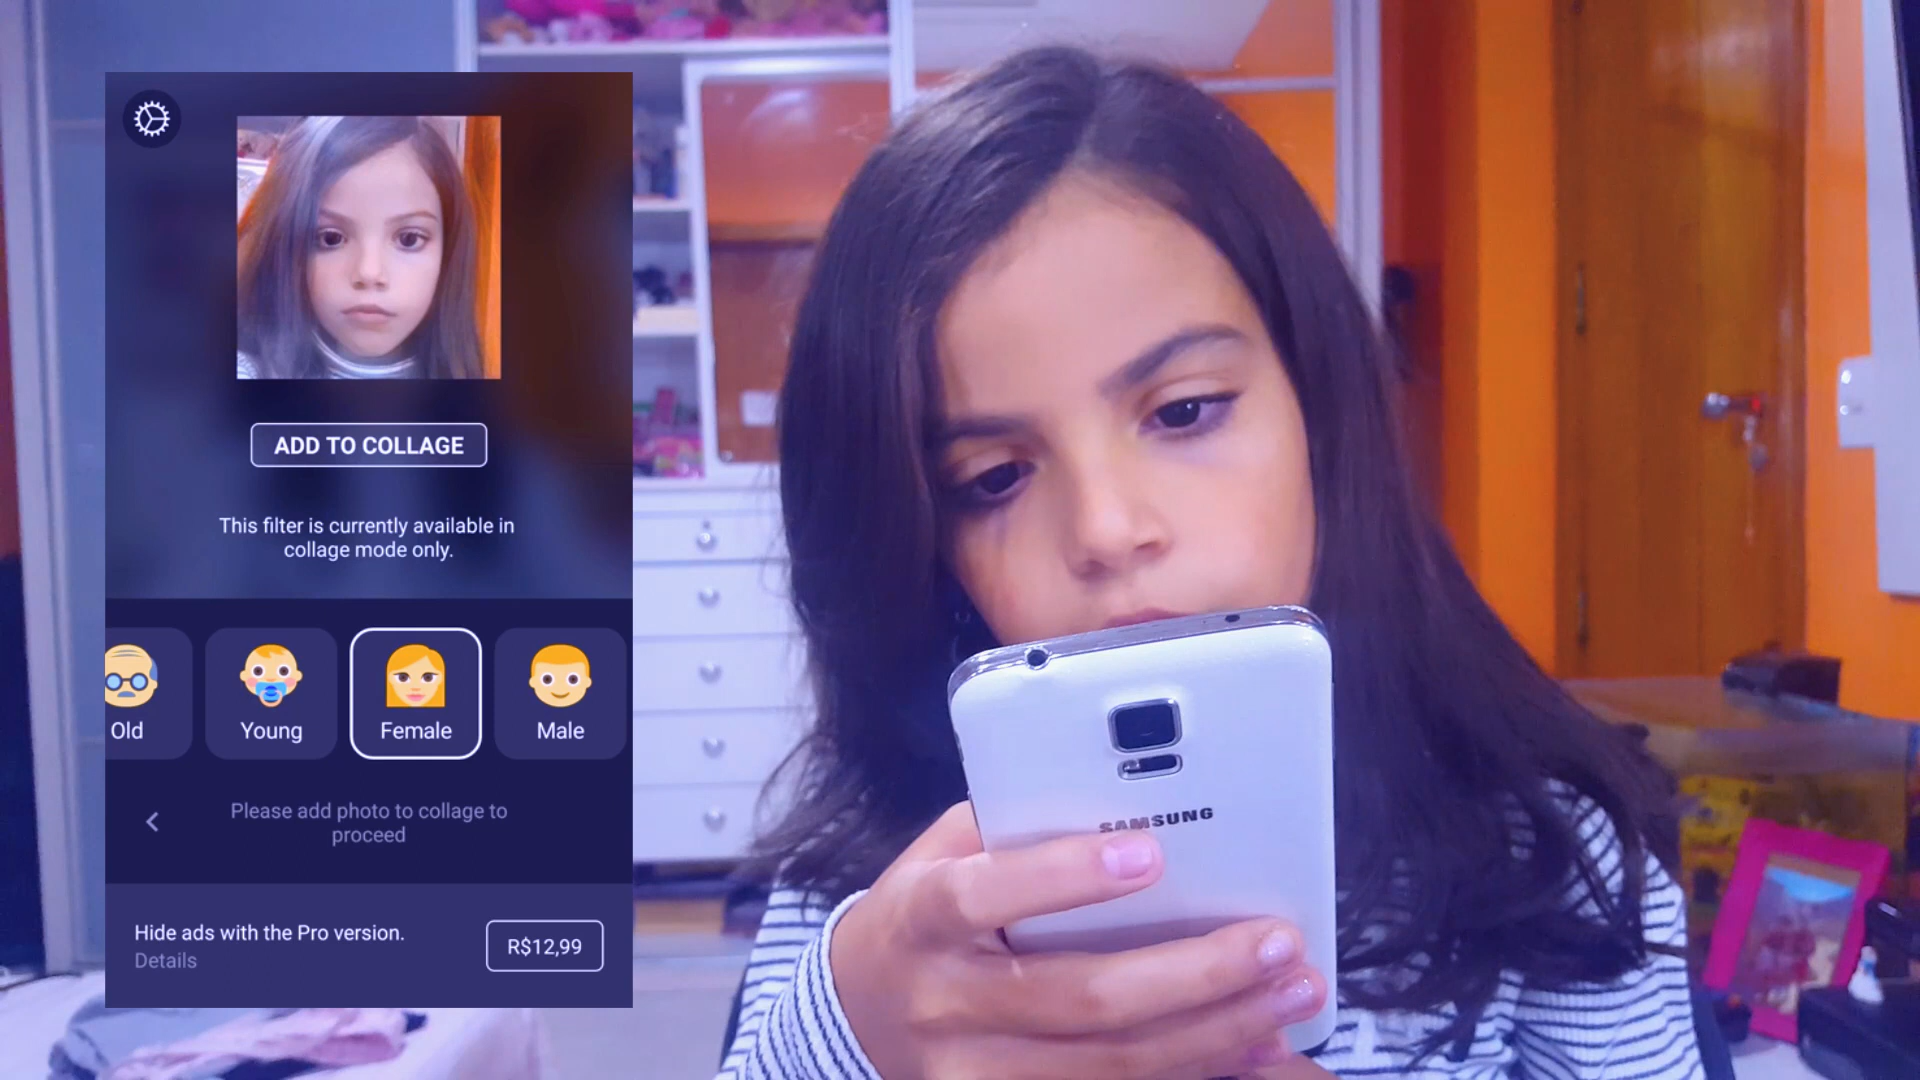 ADD TO COLLAGE
This filter is currently available in
collage mode only.
Old
Young
Female
Male
Please add photo to collage to
proceed
Hide ads with the Pro version.
Details
R$12,99
SAMSUNG